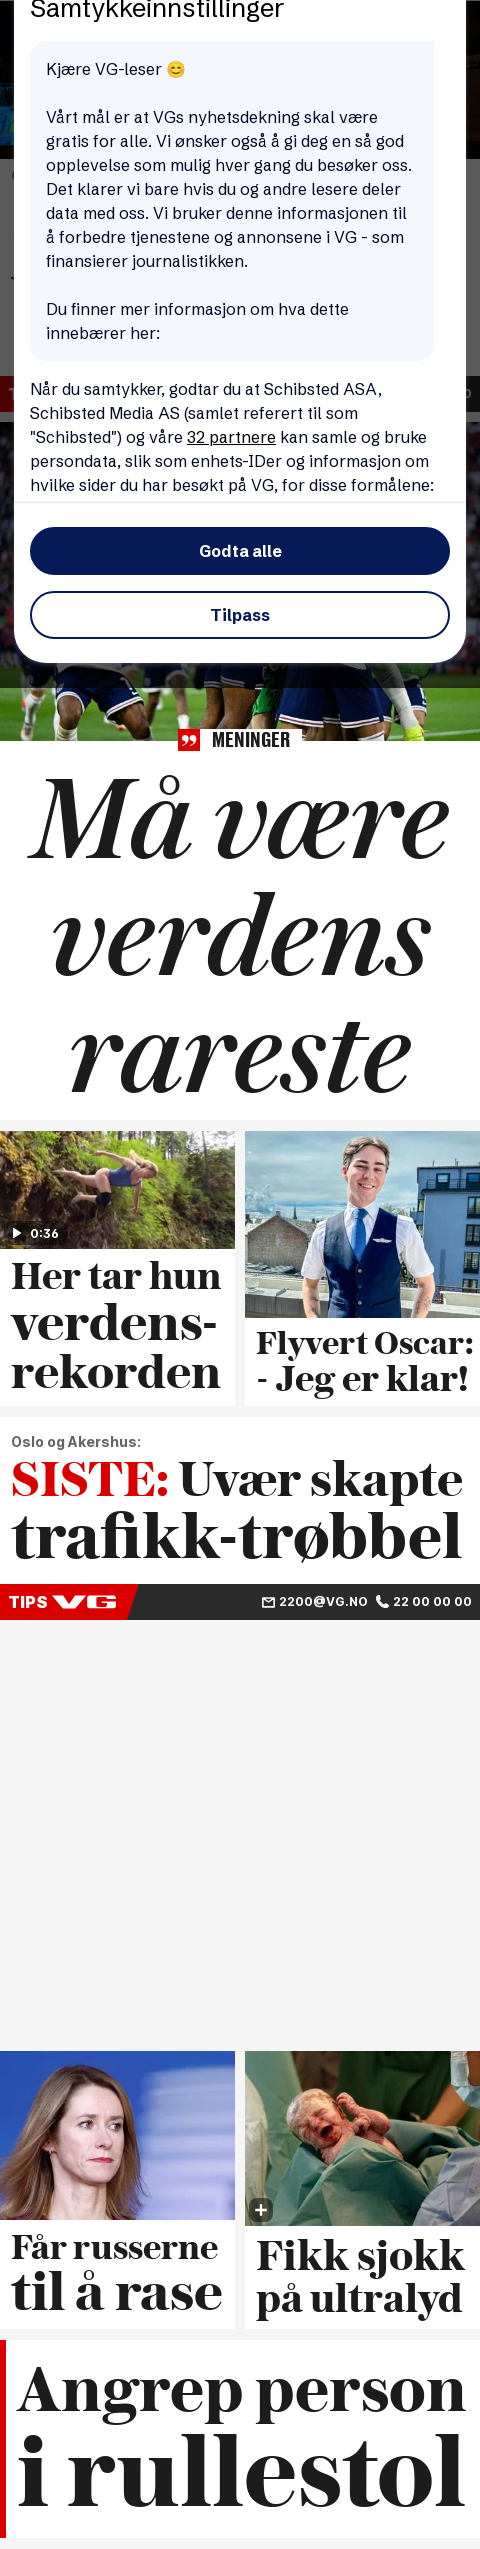 Samtykkeinnstillinger
Kjære VG-leser 😊
Vårt mål er at VGs nyhetsdekning skal være
gratis for alle. Vi ønsker også å gi deg en så god
opplevelse som mulig hver gang du besøker oss.
Det klarer vi bare hvis du og andre lesere deler
data med oss. Vi bruker denne informasjonen til
å forbedre tjenestene og annonsene i VG - som
finansierer journalistikken.
Du finner mer informasjon om hva dette
innebærer her:
Når du samtykker, godtar du at Schibsted ASA,
Schibsted Media AS (samlet referert til som
"Schibsted") og våre 32 partnere kan samle og bruke
persondata, slik som enhets-IDer og informasjon om
hvilke sider du har besøkt på VG, for disse formålene:
Godta alle
Tilpass
MENINGER
Må være
verdens
rareste
0:36
Her tar hun
verdens-
rekorden
Flyvert Oscar:
- Jeg er klar!
Oslo og Akershus:
SISTE: Uvær skapte
trafikk-trøbbel
TIPS VG 2200@VG.NO 22 00 00 00
Får russerne
til å rase
Fikk sjokk
på ultralyd
Angrep person
i rullestol